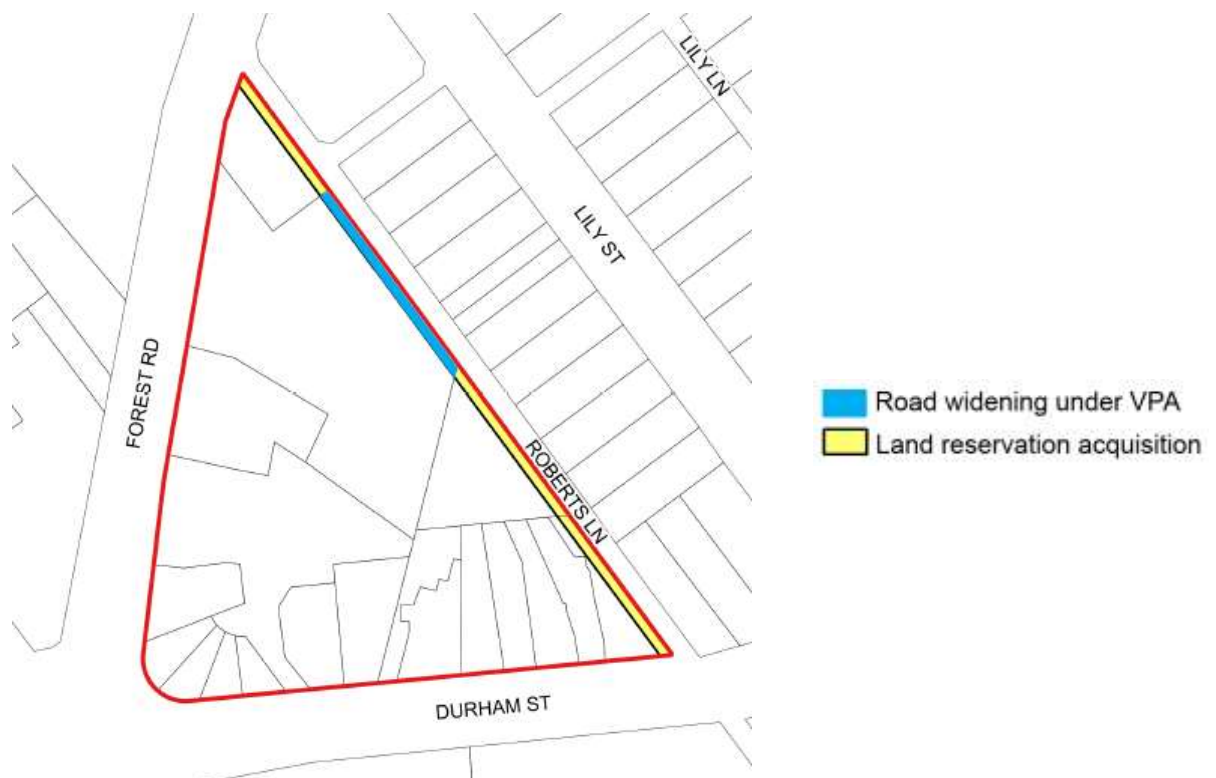 LILY LN
LILY ST
FOREST RD
ROBERTS LN
DURHAM ST
Road widening under VPA
Land reservation acquisition